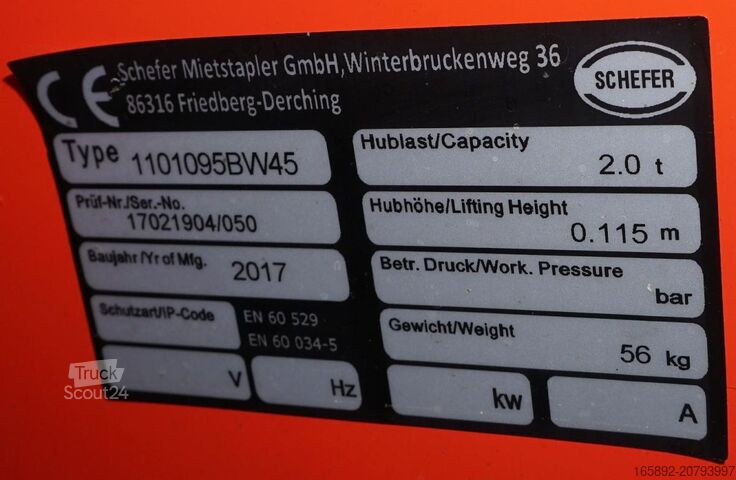 CE
Schefer Mietstapler GmbH,Winterbruckenweg 36
86316 Friedberg-Derching
SCHEFER
Type 1101095BW45
Hublast/Capacity
2.0 t
Prüf-Nr./Ser.-No.
17021904/050
Hubhöhe/Lifting Height
0.115 m
Baujahr/Yr of Mfg. 2017
Betr. Druck/Work. Pressure
bar
Schutzart/IP-Code
EN 60 529
EN 60 034-5
Gewicht/Weight
56 kg
V
Hz
kw
A
Truck
Scout24
165892-20793997